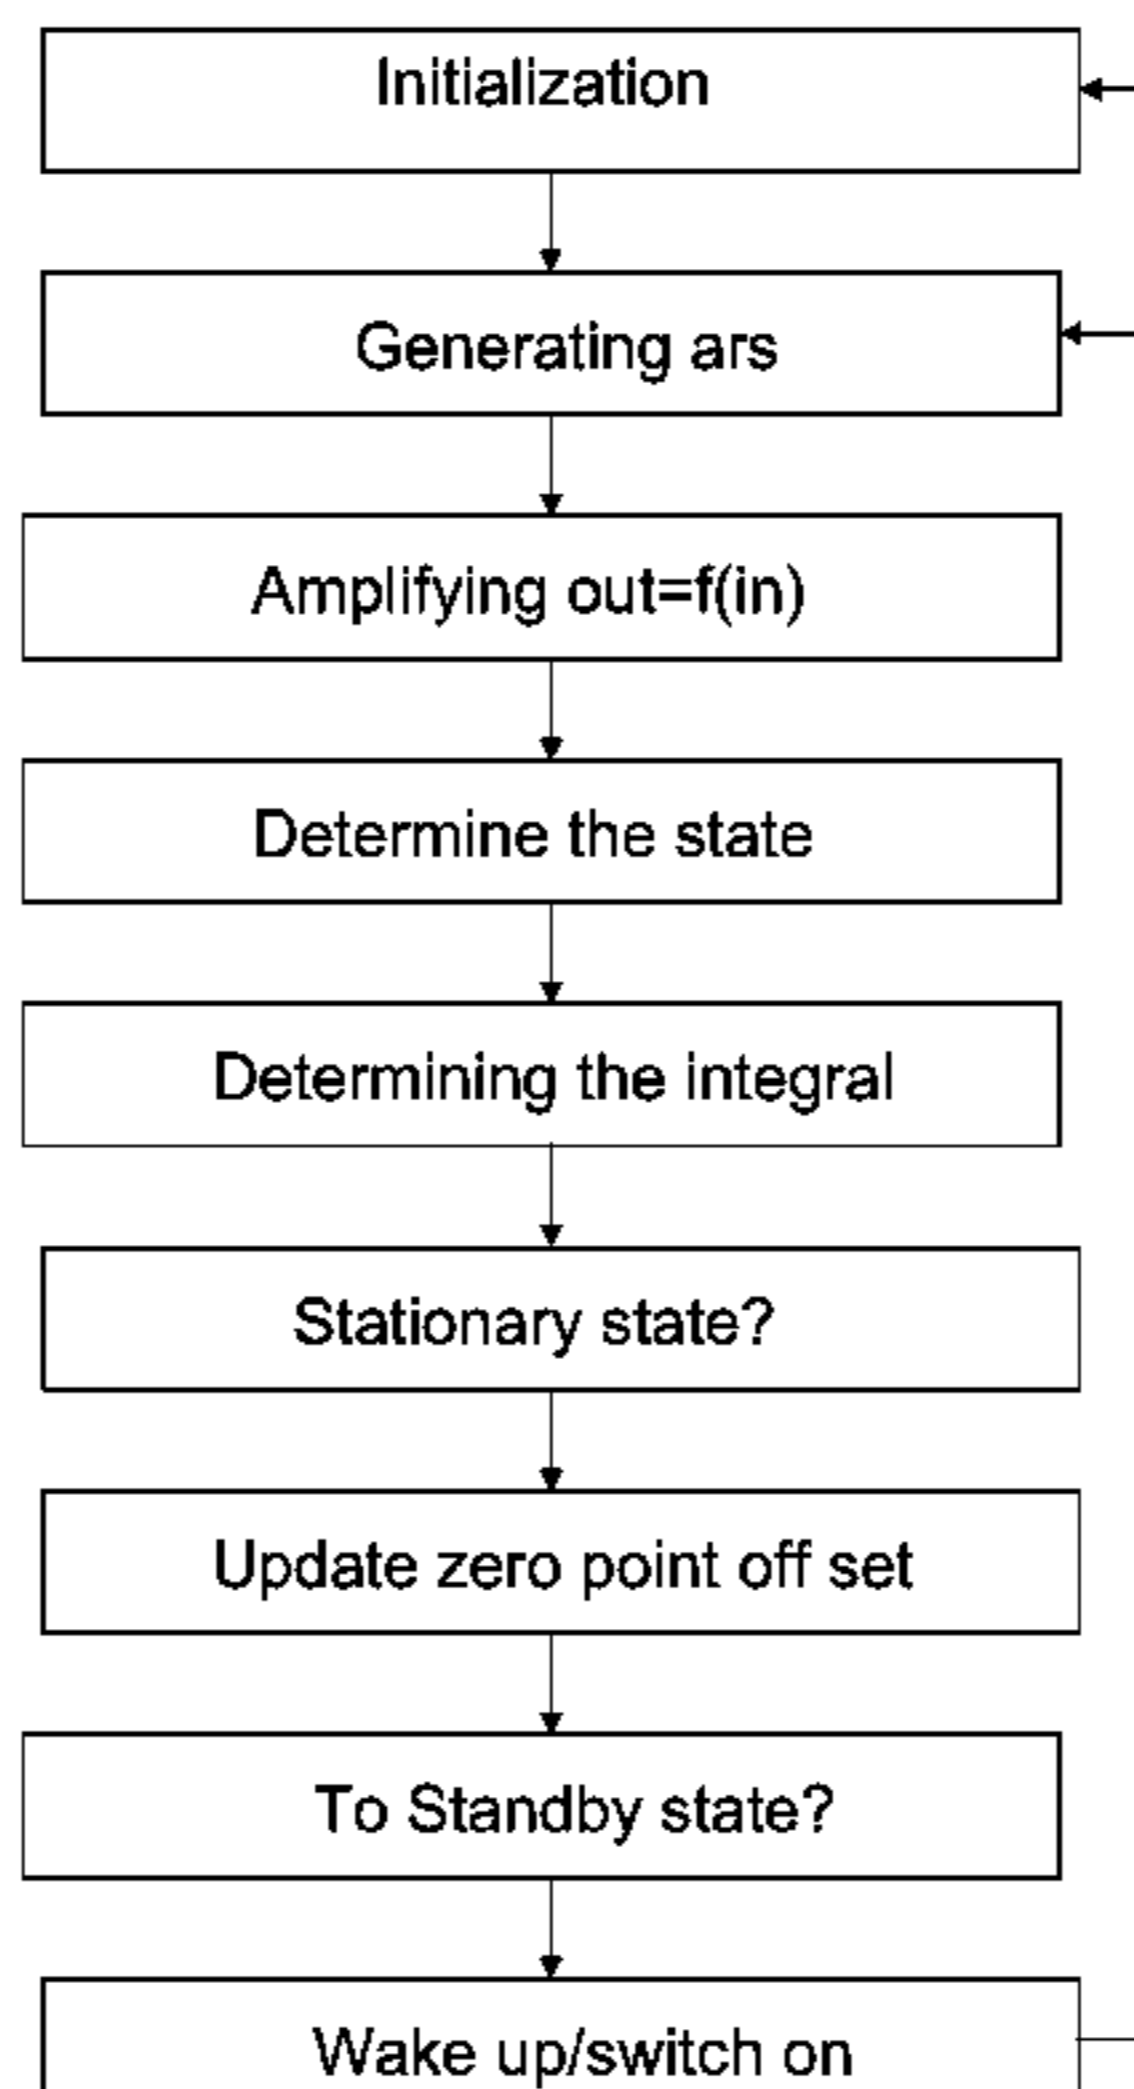 Initialization
Generating ars
Amplifying out=f(in)
Determine the state
Determining the integral
Stationary state?
Update zero point off set
To Standby state?
Wake up/switch on